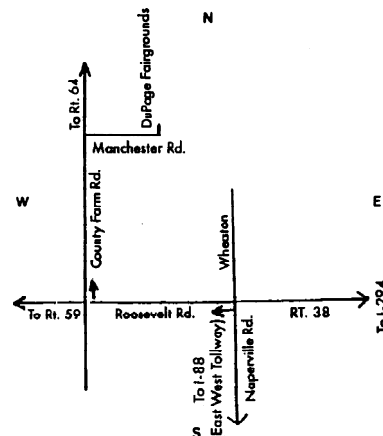 N
To Rt. 64
DuPage Fairgrounds
Manchester Rd.
W
County Farm Rd.
Wheaton
E
To Rt. 59
Roosevelt Rd.
RT. 38
To I-294
To I-88
East West Tollway)
Naperville Rd.
S